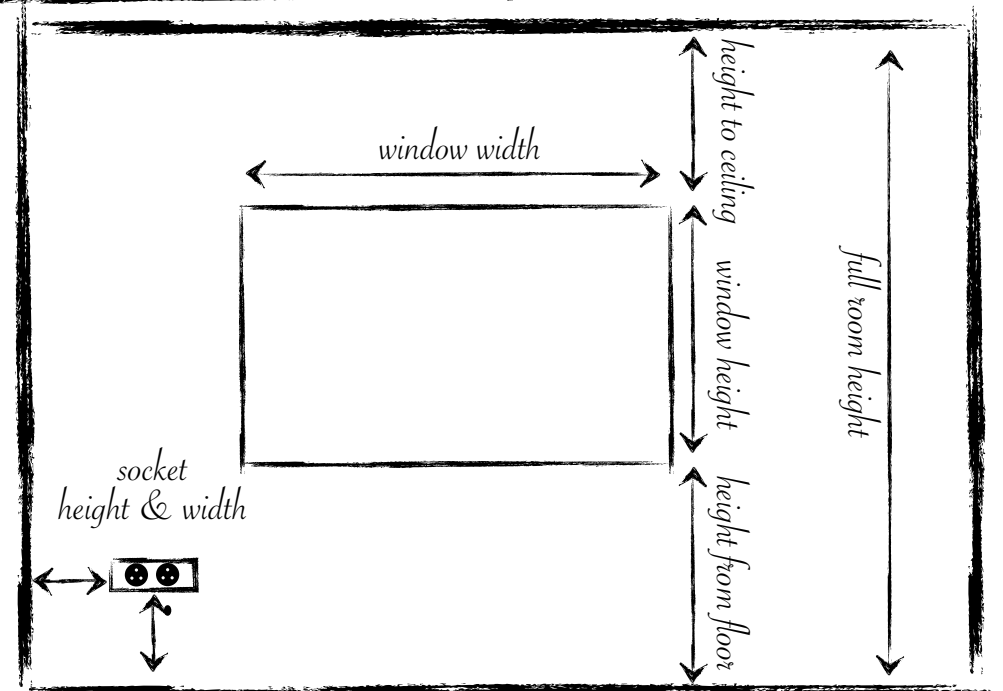 height to ceiling
window width
window height
full room height
socket
height & width
height from floor